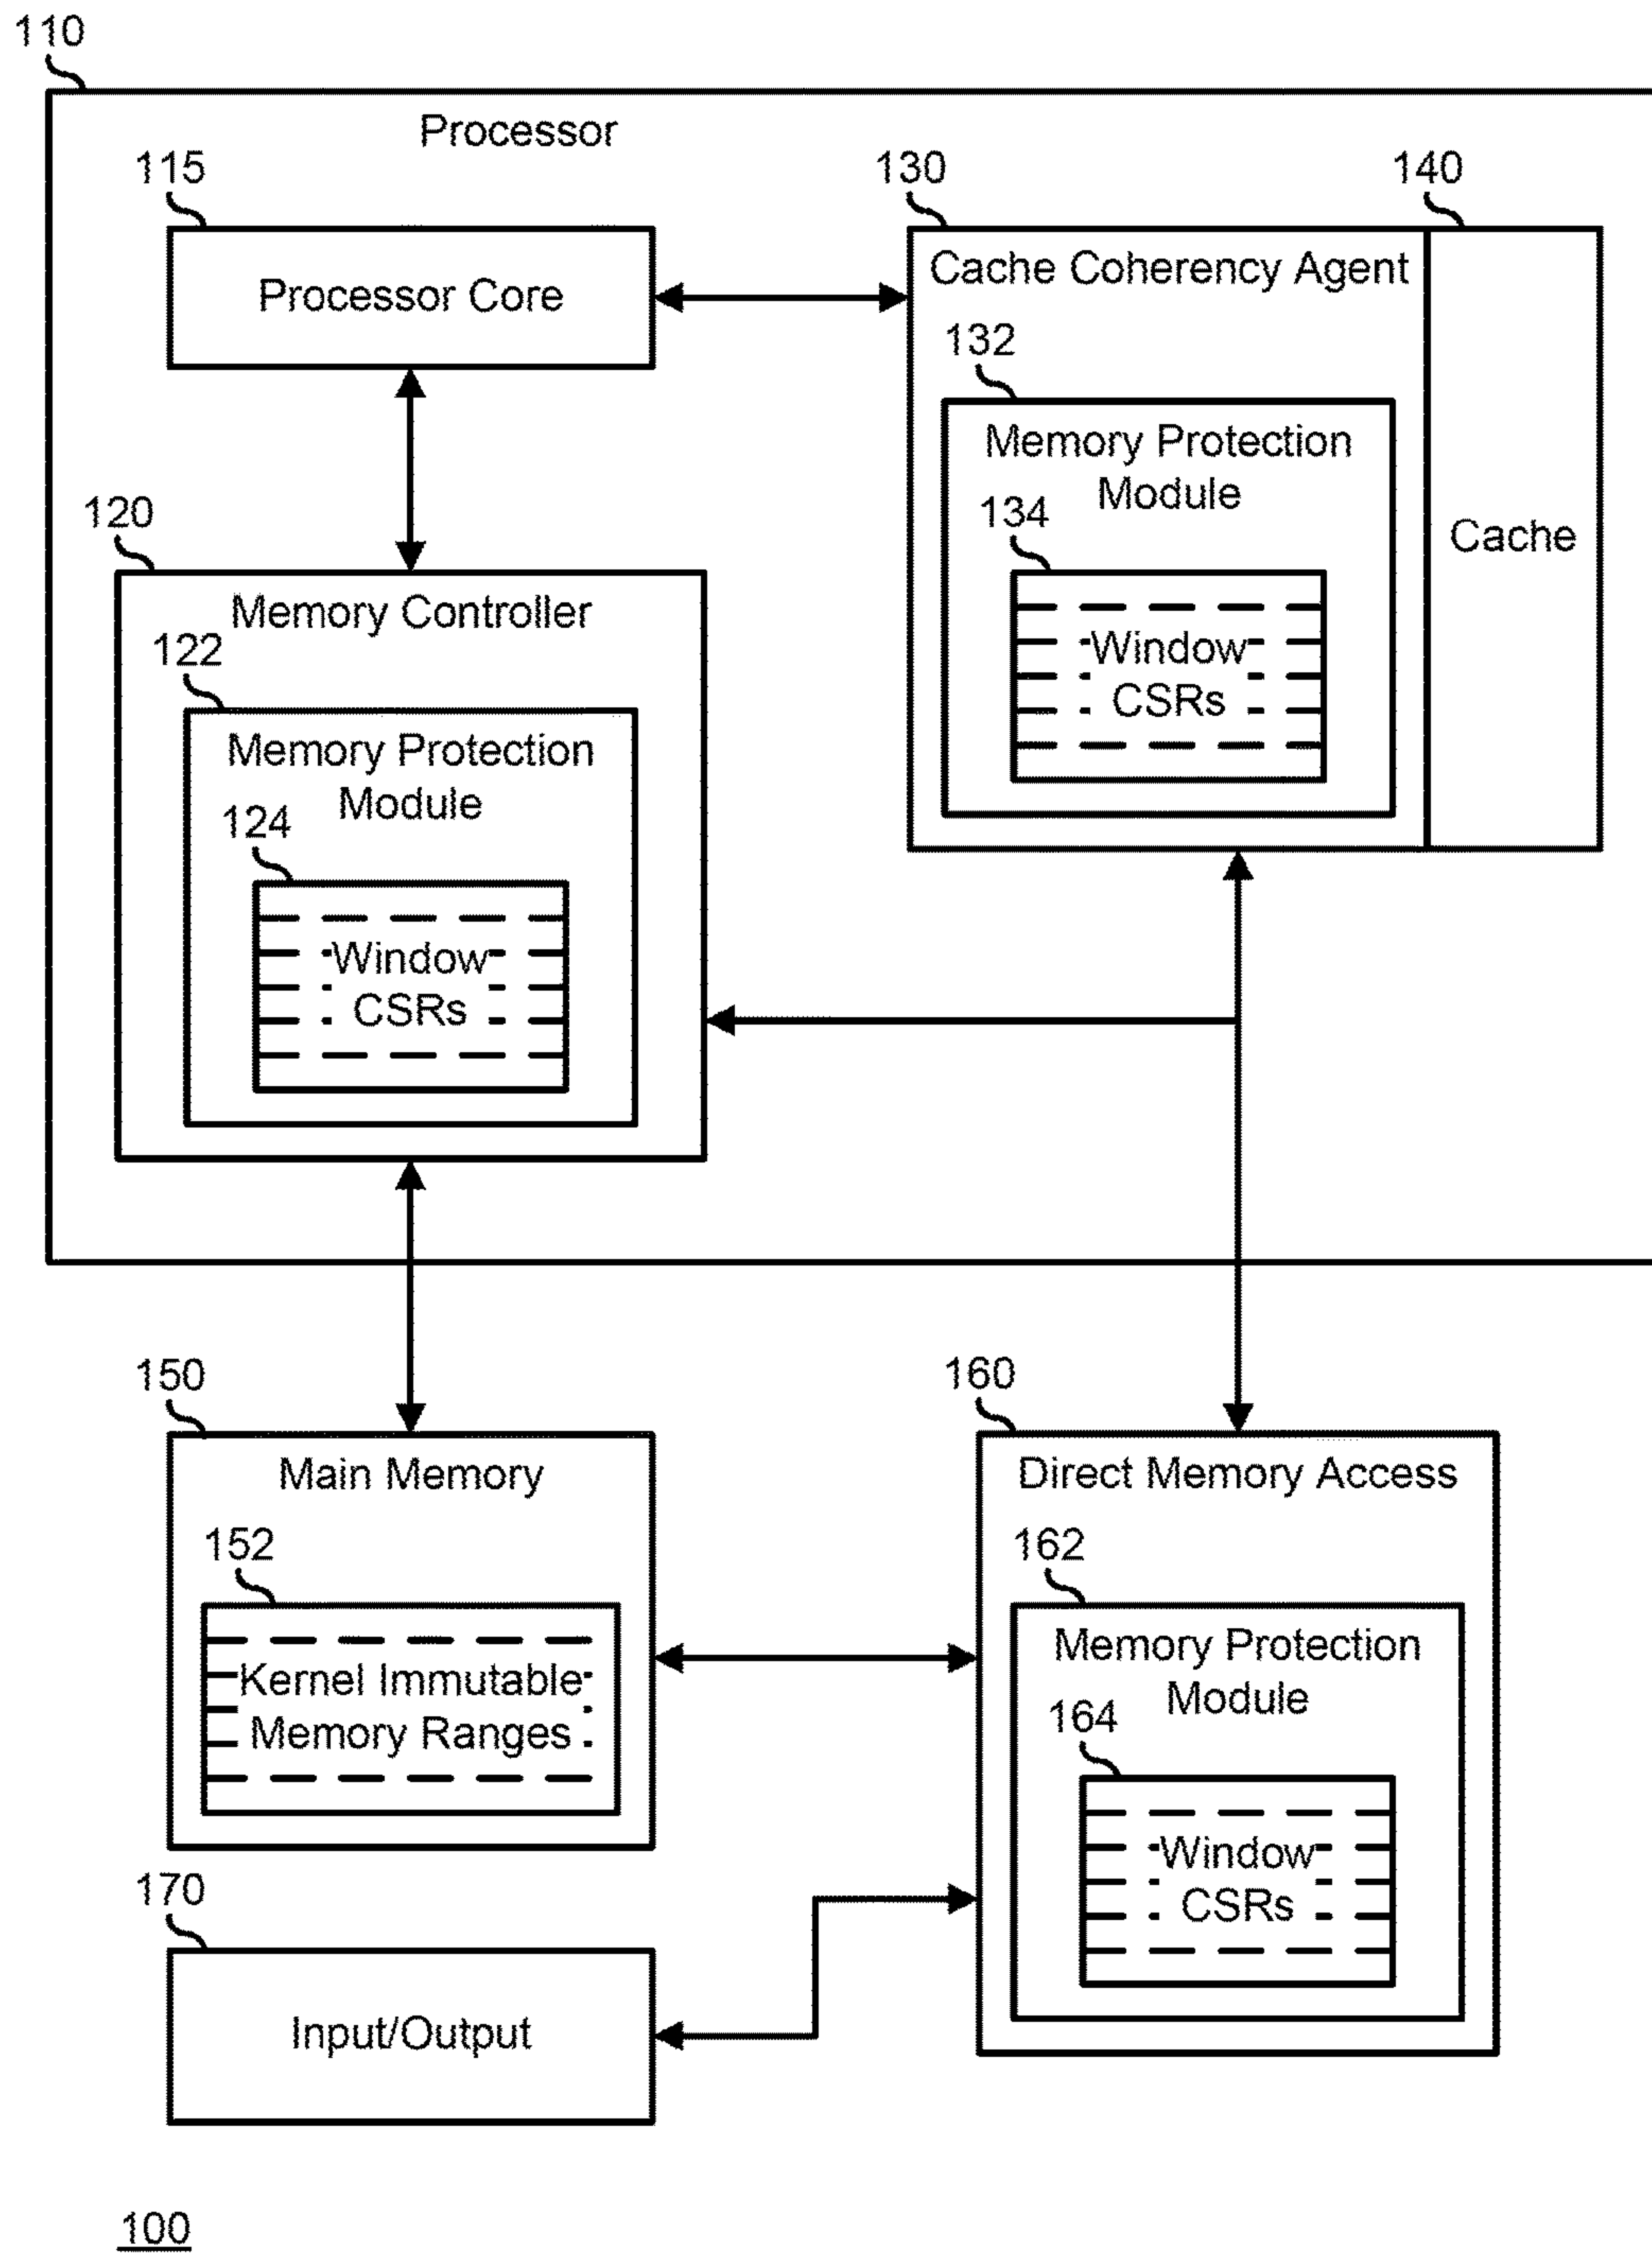 110
Processor
115
130
140
Processor Core
Cache Coherency Agent
132
Memory Protection
Module
134
Window
CSRs
Cache
120
Memory Controller
122
Memory Protection
Module
124
Window
CSRs
150
Main Memory
152
Kernel Immutable
Memory Ranges
160
Direct Memory Access
162
Memory Protection
Module
164
Window
CSRs
170
Input/Output
100